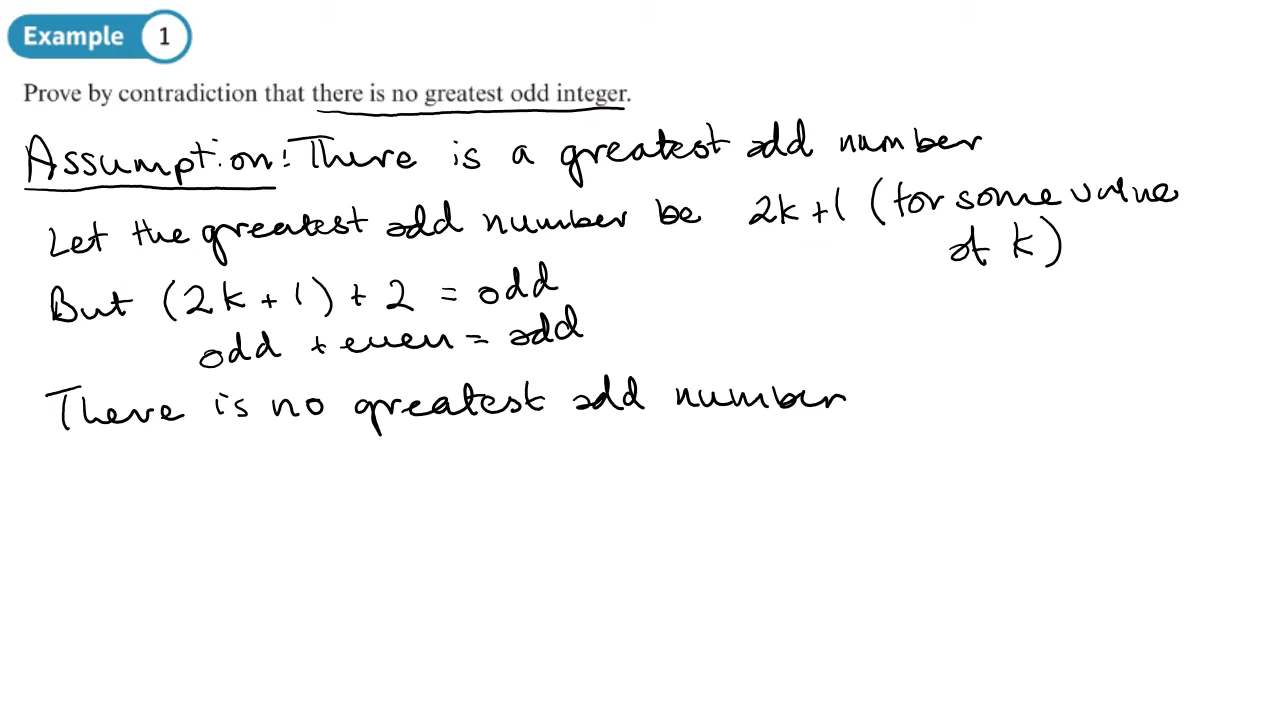 Example 1
Prove by contradiction that there is no greatest odd integer.
Assumption: There is a greatest odd number
Let the greatest odd number be 2k+1 (for some value
of k)
But (2k+1) + 2 = odd
odd + even = odd
There is no greatest odd number